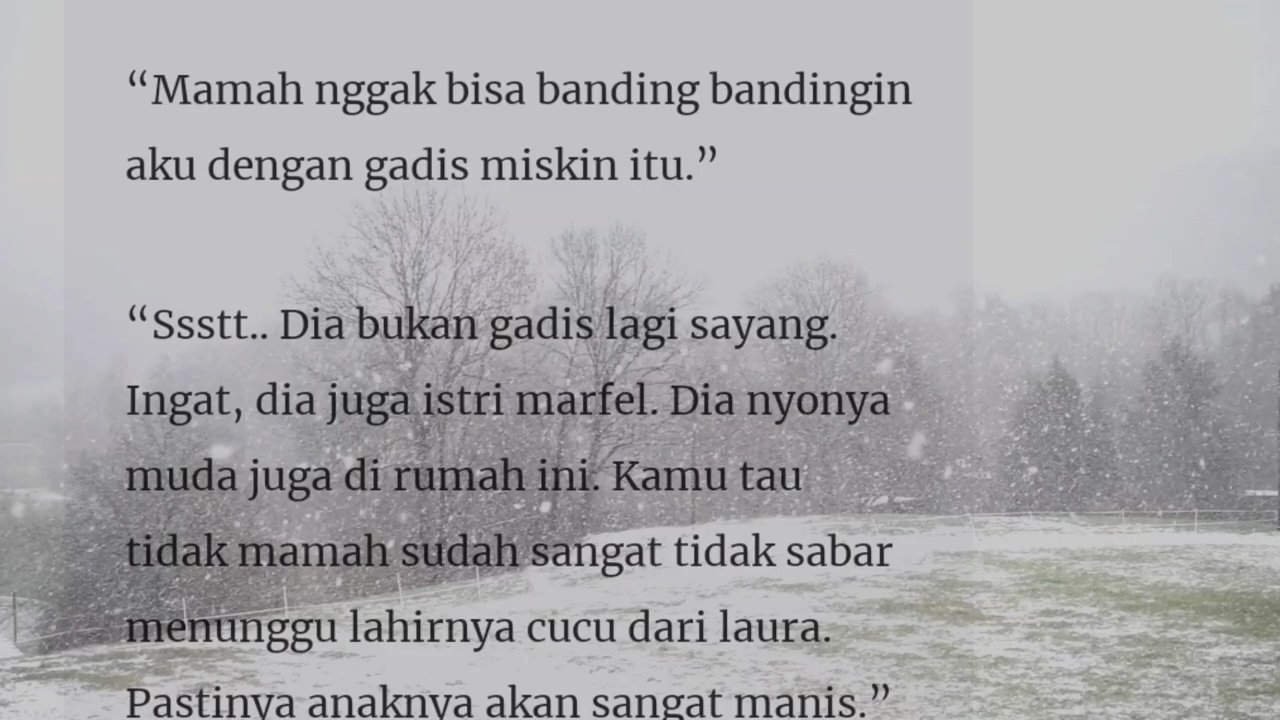 “Mamah nggak bisa banding bandingin
aku dengan gadis miskin itu.”
“Ssstt.. Dia bukan gadis lagi sayang.
Ingat, dia juga istri marfel. Dia nyonya
muda juga di rumah ini. Kamu tau
tidak mamah sudah sangat tidak sabar
menunggu lahirnya cucu dari laura.
Pastinya anaknya akan sangat manis.”